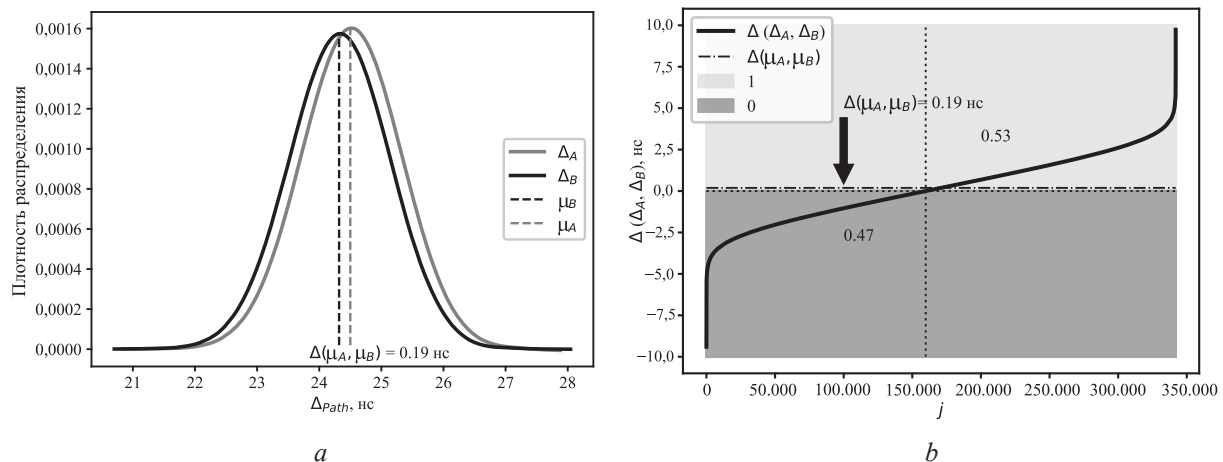 0,0016
0,0014
0,0012
0,0010
0,0008
0,0006
0,0004
0,0002
0,0000
Плотность распределения
Δ_A
Δ_B
μ_B
μ_A
Δ(μ_A, μ_B) = 0.19 нс
21 22 23 24 25 26 27 28
Δ_Path, нс
a
10,0
7,5
5,0
2,5
0,0
−2,5
−5,0
−7,5
−10,0
Δ (Δ_A, Δ_B), нс
Δ (Δ_A, Δ_B)
Δ(μ_A, μ_B)
1
0
Δ(μ_A, μ_B)= 0.19 нс
0.53
0.47
0 50.000 100.000 150.000 200.000 250.000 300.000 350.000
j
b